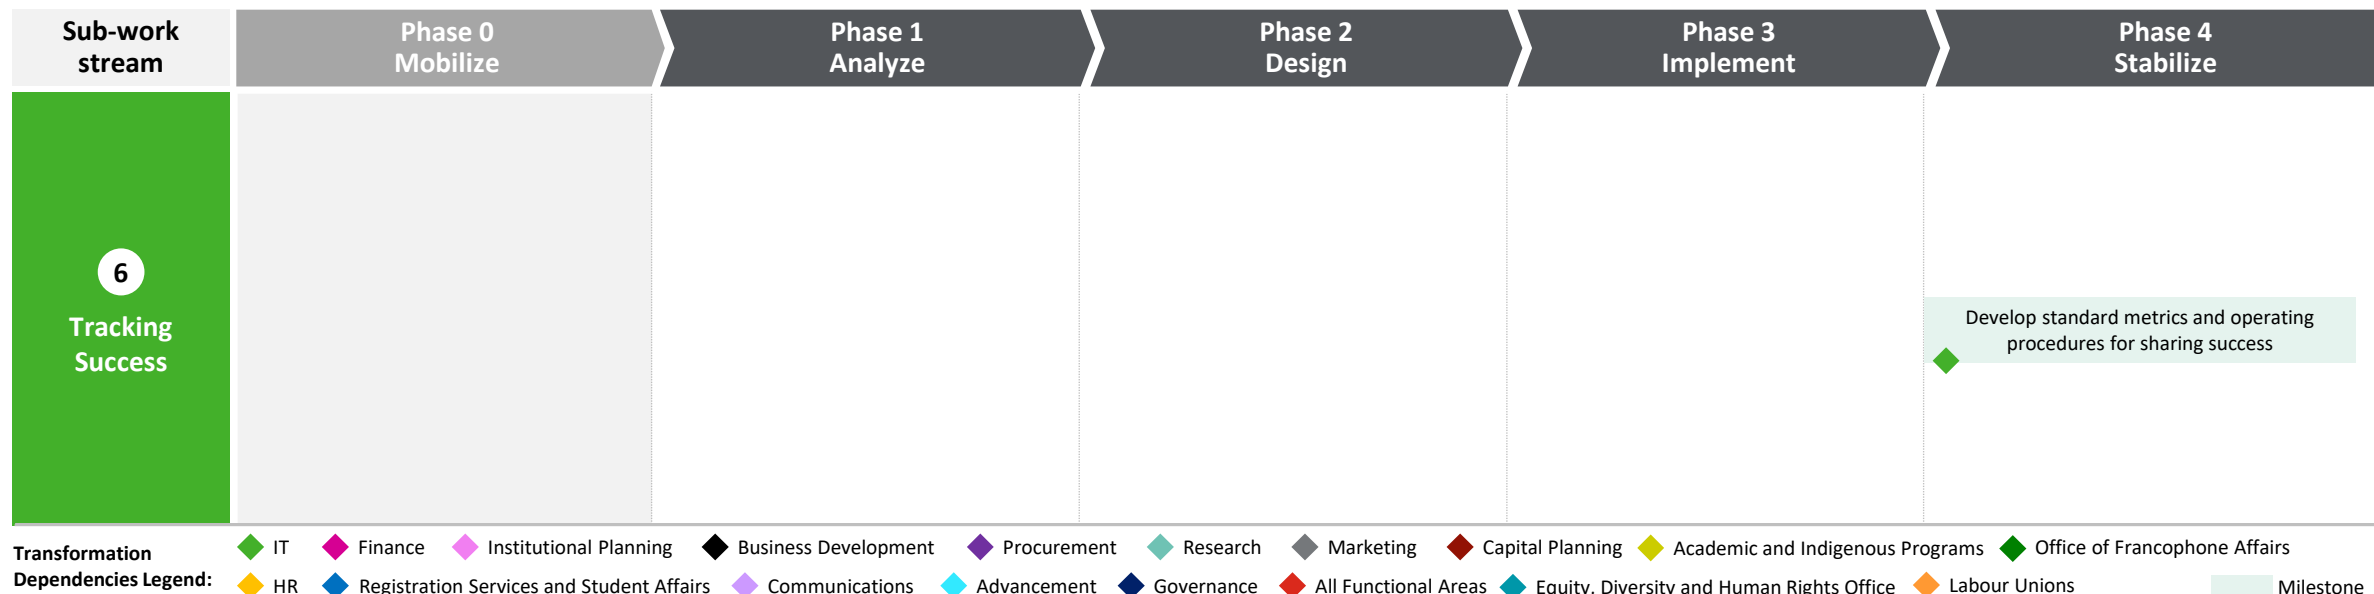 Sub-work
stream
Phase 0
Mobilize
Phase 1
Analyze
Phase 2
Design
Phase 3
Implement
Phase 4
Stabilize
6
Tracking
Success
Develop standard metrics and operating
procedures for sharing success
Transformation
Dependencies Legend:
IT
Finance
Institutional Planning
Business Development
Procurement
Research
Marketing
Capital Planning
Academic and Indigenous Programs
Office of Francophone Affairs
HR
Registration Services and Student Affairs
Communications
Advancement
Governance
All Functional Areas
Equity, Diversity and Human Rights Office
Labour Unions
Milestone